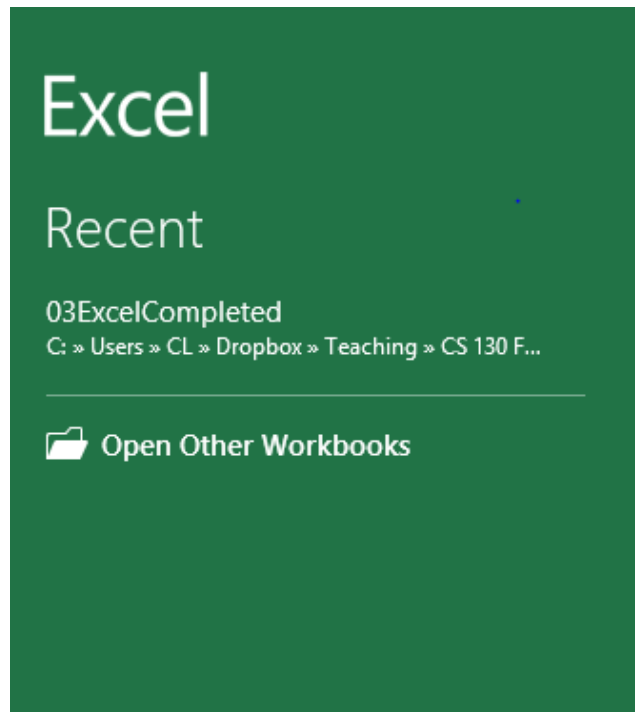 Excel
Recent
03ExcelCompleted
C: » Users » CL » Dropbox » Teaching » CS 130 F...
Open Other Workbooks